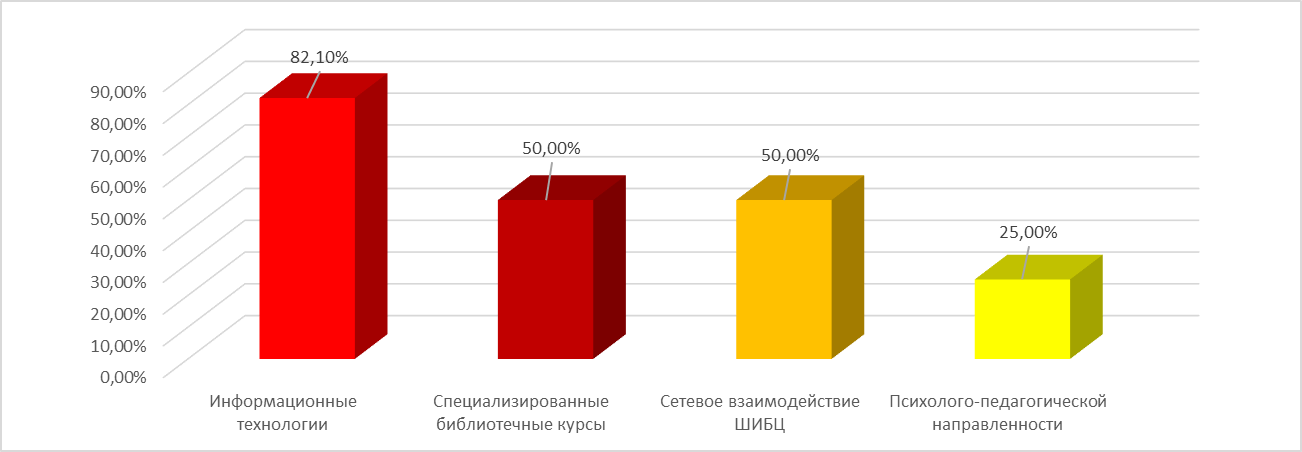 82,10%
90,00%
80,00%
50,00%
50,00%
70,00%
60,00%
50,00%
25,00%
40,00%
30,00%
20,00%
10,00%
0,00%
Информационные
технологии
Специализированные
библиотечные курсы
Сетевое взаимодействие
ШИБЦ
Психолого-педагогической
направленности